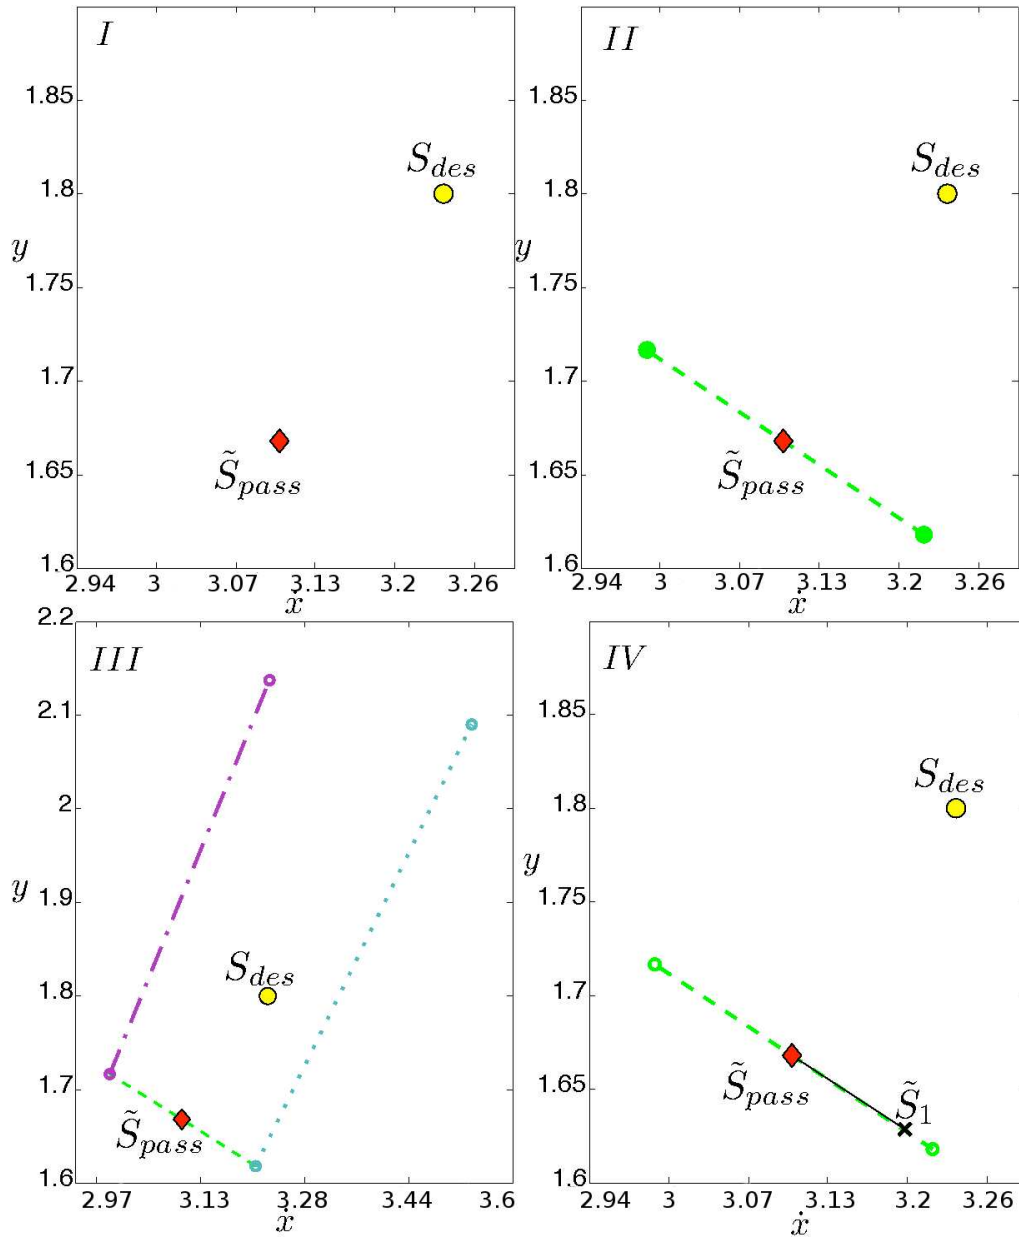 I
1.85
S_des
1.8
y
1.75
1.7
S̃_pass
1.65
1.6
2.94 3 3.07 3.13 3.2 3.26
ẋ
II
1.85
S_des
1.8
y
1.75
1.7
S̃_pass
1.65
1.6
2.94 3 3.07 3.13 3.2 3.26
ẋ
2.2
III
2.1
2
y
1.9
S_des
1.8
1.7
S̃_pass
1.6
2.97 3.13 3.28 3.44 3.6
ẋ
IV
1.85
S_des
1.8
y
1.75
1.7
S̃_pass
1.65
S̃_1
1.6
2.94 3 3.07 3.13 3.2 3.26
ẋ